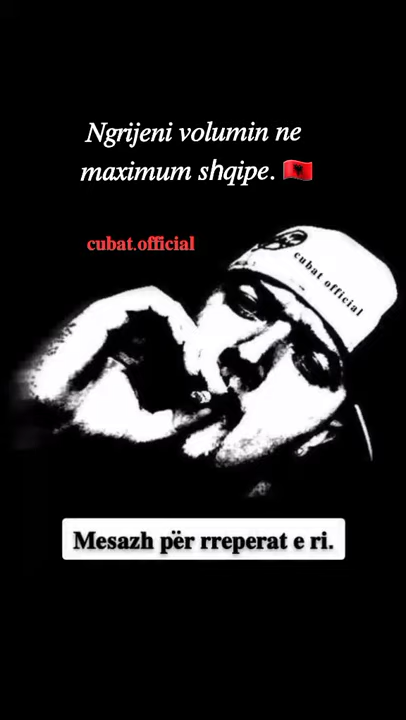 Ngrijeni volumin ne
maximum shqipe. 🇦🇱
cubat.official
cubat official
Mesazh për rreperat e ri.